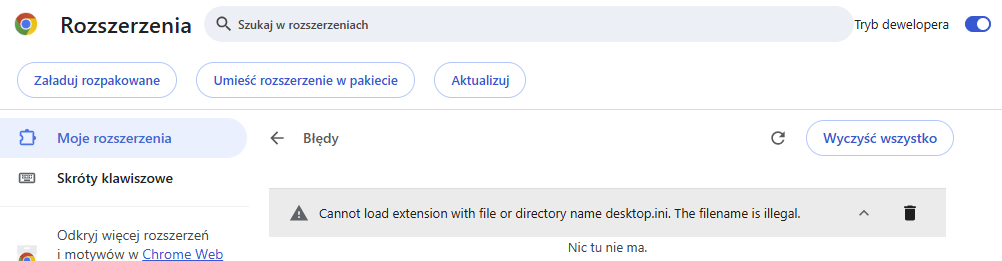 Rozszerzenia
Szukaj w rozszerzeniach
Tryb dewelopera
Załaduj rozpakowane
Umieść rozszerzenie w pakiecie
Aktualizuj
Moje rozszerzenia
Błędy
Wyczyść wszystko
Skróty klawiszowe
Cannot load extension with file or directory name desktop.ini. The filename is illegal.
Nic tu nie ma.
Odkryj więcej rozszerzeń
i motywów w Chrome Web